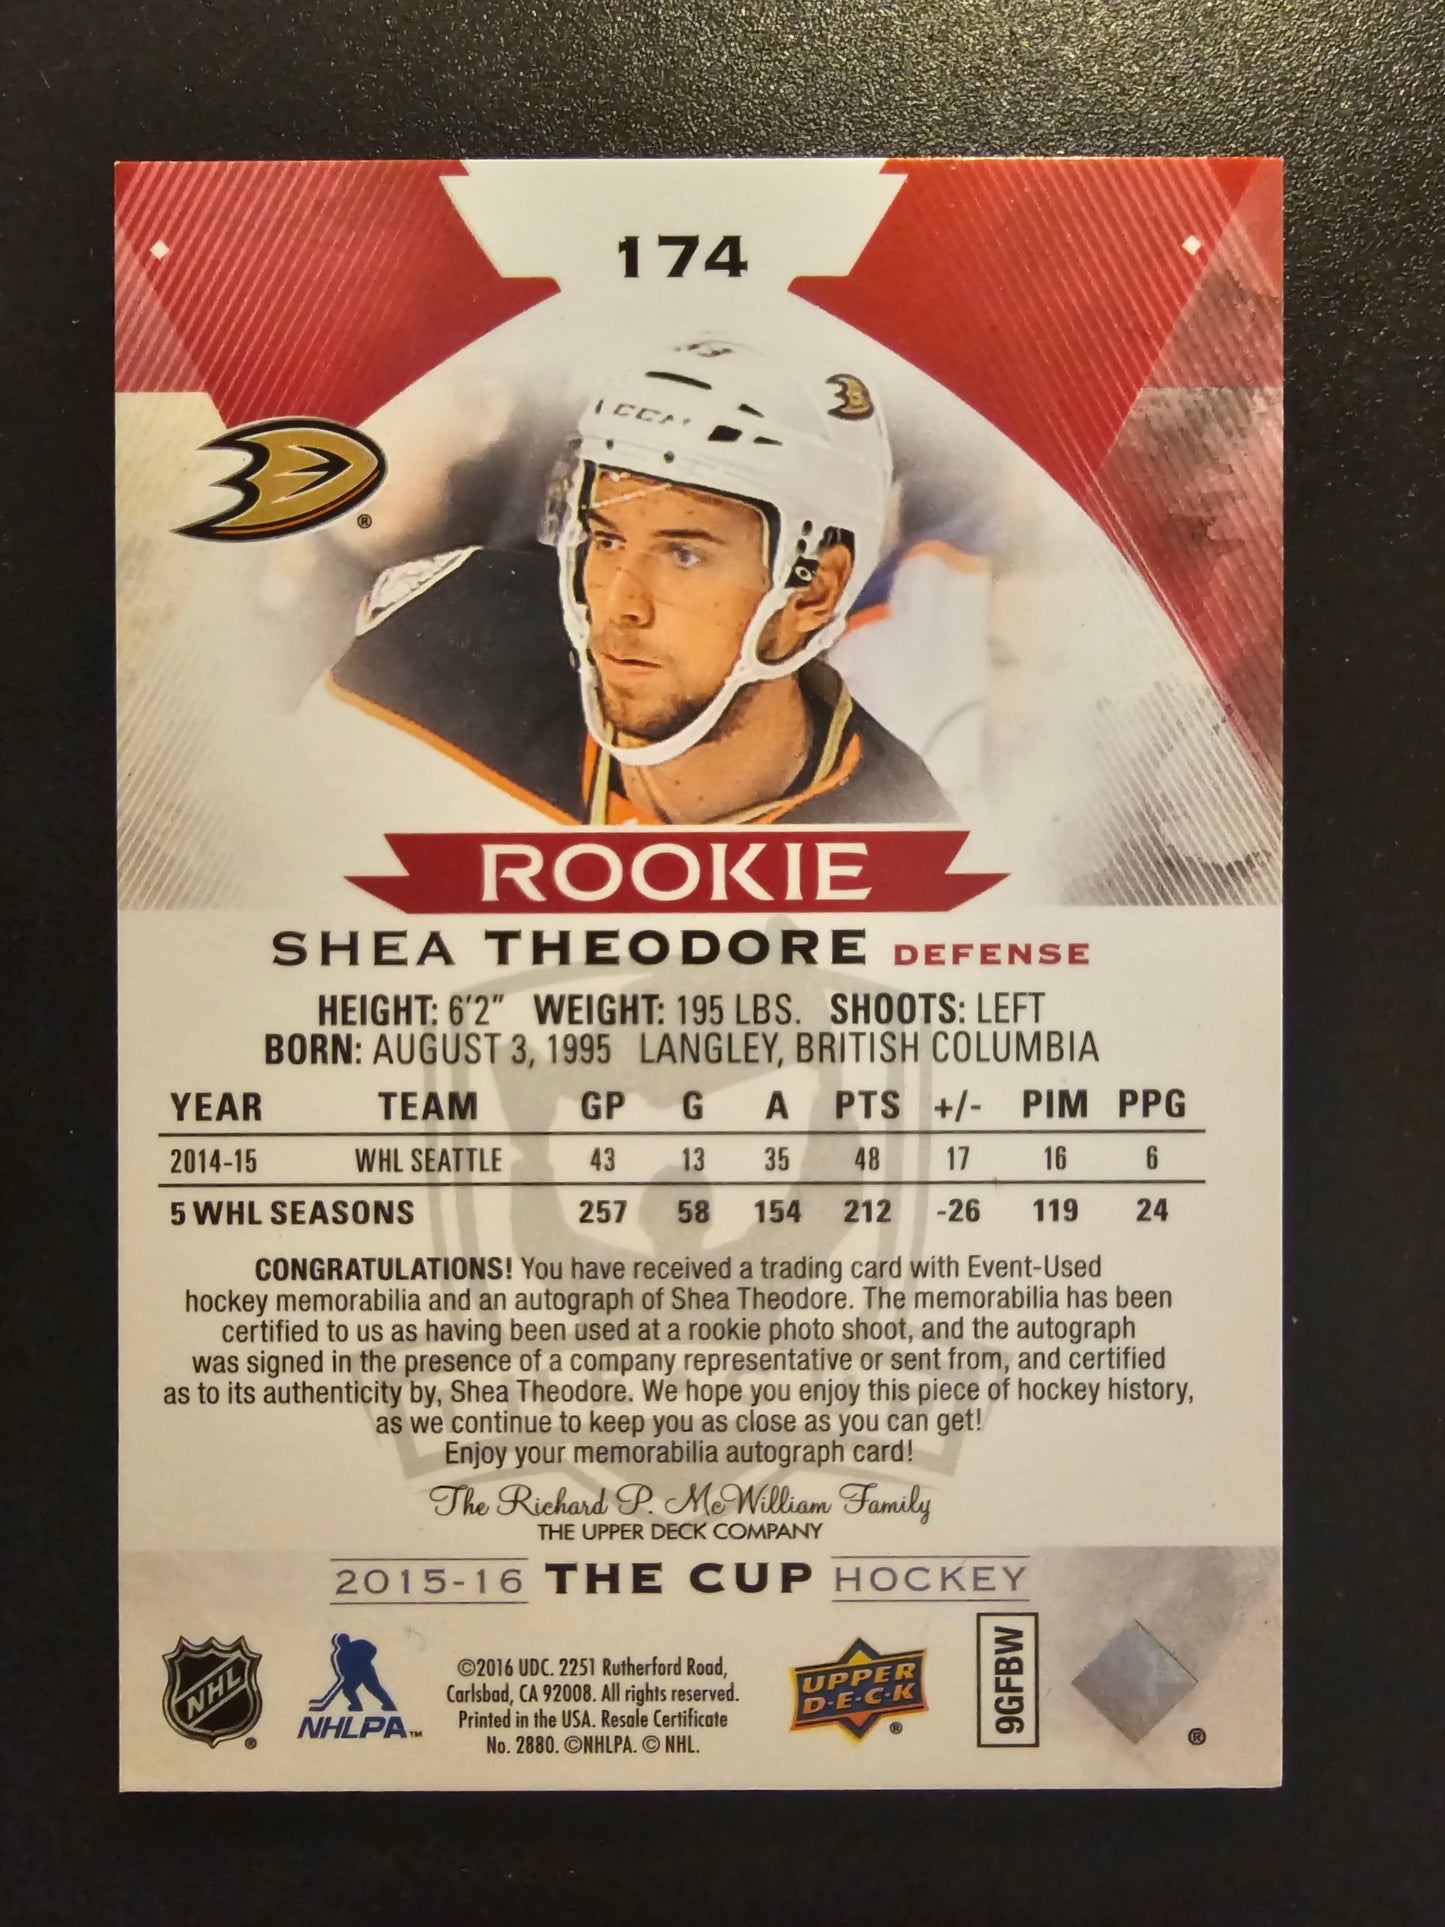 174
CCM
®
ROOKIE
SHEA THEODORE DEFENSE
HEIGHT: 6'2" WEIGHT: 195 LBS. SHOOTS: LEFT
BORN: AUGUST 3, 1995 LANGLEY, BRITISH COLUMBIA
YEAR TEAM GP G A PTS +/- PIM PPG
2014-15 WHL SEATTLE 43 13 35 48 17 16 6
5 WHL SEASONS 257 58 154 212 -26 119 24
CONGRATULATIONS! You have received a trading card with Event-Used
hockey memorabilia and an autograph of Shea Theodore. The memorabilia has been
certified to us as having been used at a rookie photo shoot, and the autograph
was signed in the presence of a company representative or sent from, and certified
as to its authenticity by, Shea Theodore. We hope you enjoy this piece of hockey history,
as we continue to keep you as close as you can get!
Enjoy your memorabilia autograph card!
The Richard P. McWilliam Family
THE UPPER DECK COMPANY
2015-16 THE CUP HOCKEY
NHL ®
NHLPA™
©2016 UDC. 2251 Rutherford Road,
Carlsbad, CA 92008. All rights reserved.
Printed in the USA. Resale Certificate
No. 2880. ©NHLPA. © NHL.
UPPER
D·E·C·K ®
9GFBW
®